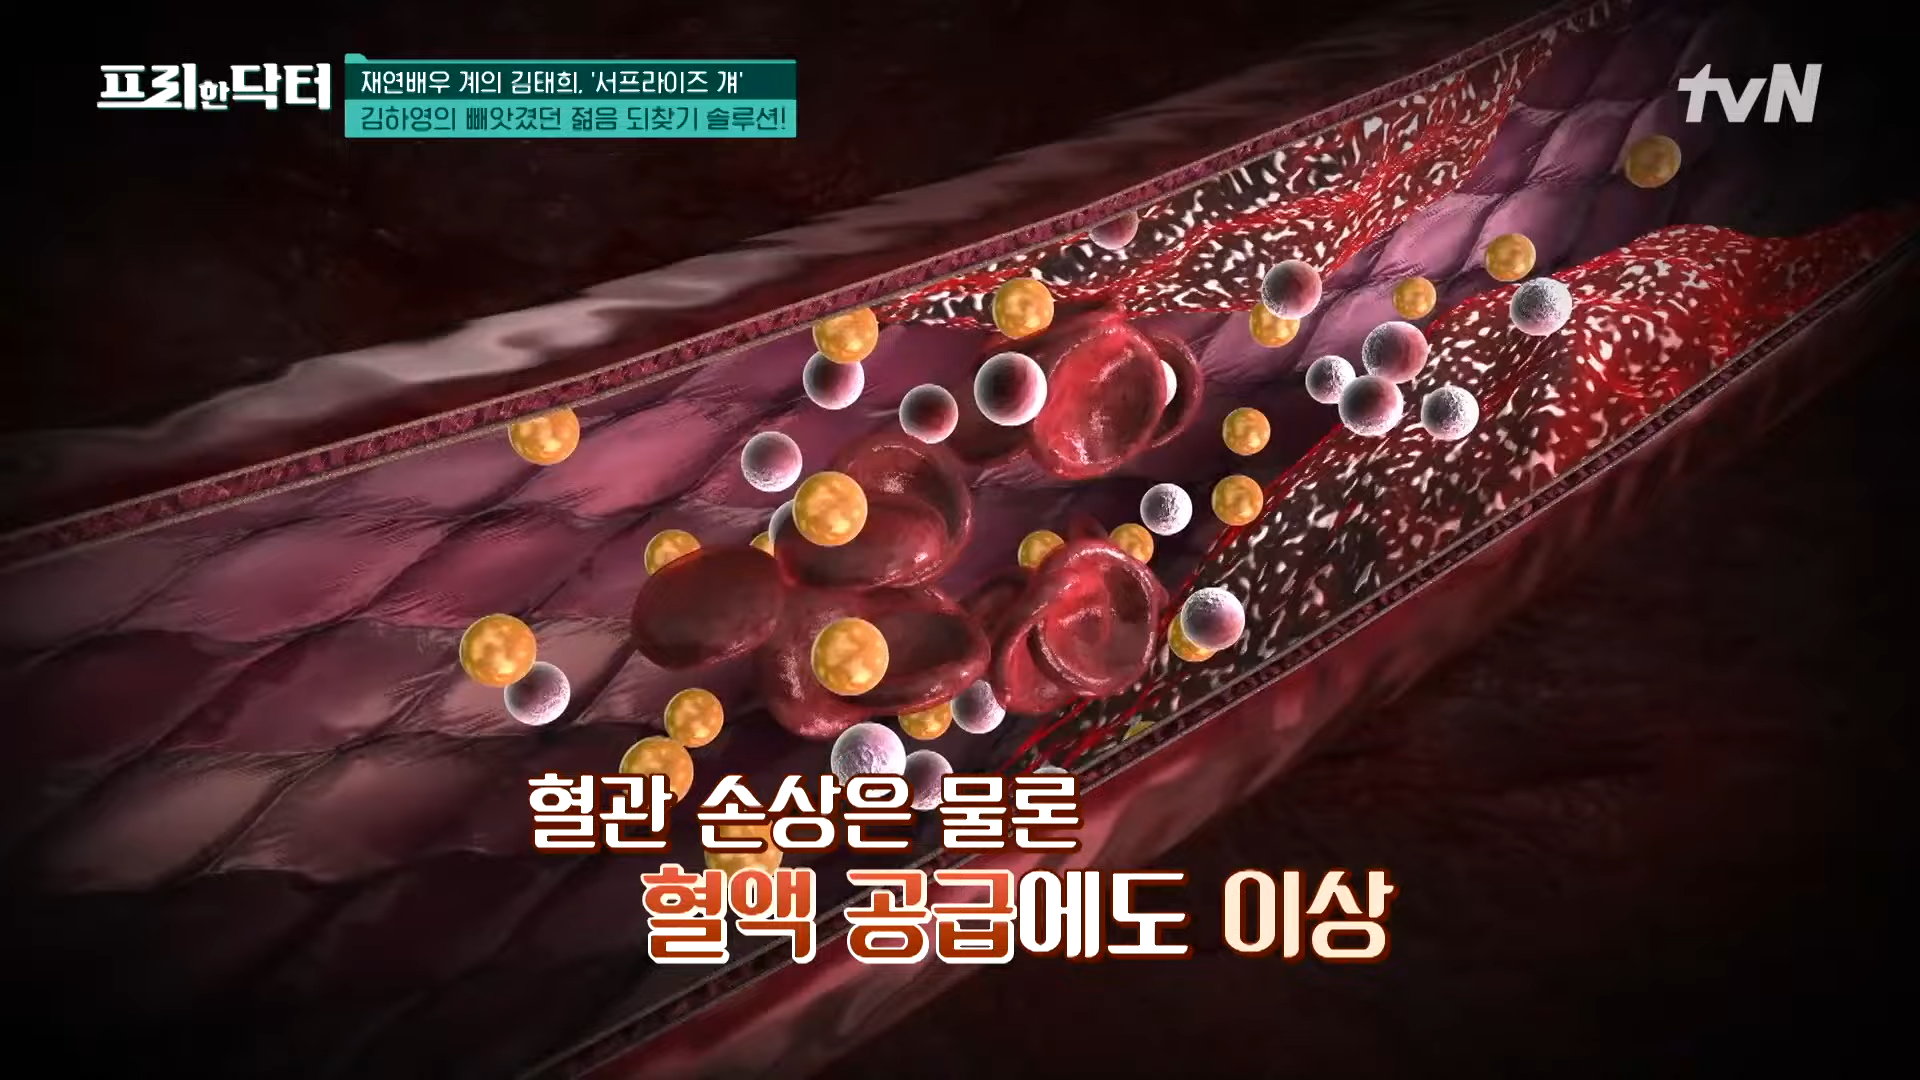 프리한닥터
재연배우 계의 김태희, '서프라이즈 걔'
김하영의 빼앗겼던 젊음 되찾기 솔루션!
tvN
혈관 손상은 물론
혈액 공급에도 이상